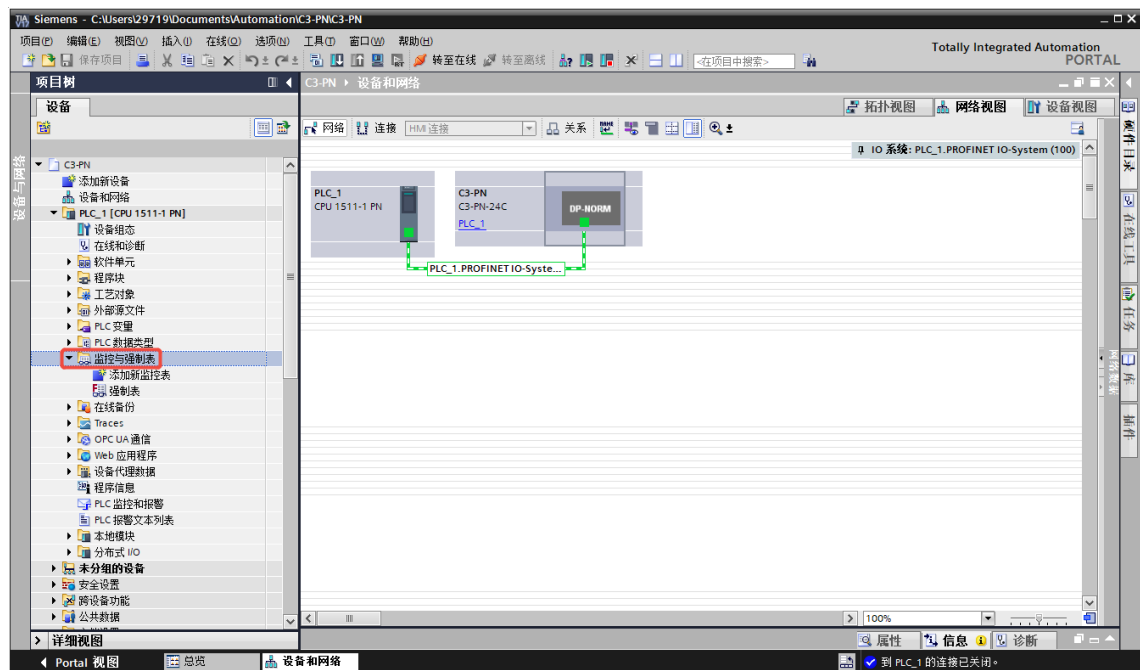 Siemens - C:\Users\29719\Documents\Automation\C3-PN\C3-PN
项目(P) 编辑(E) 视图(V) 插入(I) 在线(O) 选项(N) 工具(T) 窗口(W) 帮助(H)
Totally Integrated Automation
PORTAL
保存项目 转至在线 转至离线 <在项目中搜索>
项目树
C3-PN ▸ 设备和网络
设备
拓扑视图 网络视图 设备视图
网络 连接 HMI 连接 关系
IO 系统: PLC_1.PROFINET IO-System (100)
C3-PN
添加新设备
设备和网络
PLC_1 [CPU 1511-1 PN]
设备组态
在线和诊断
软件单元
程序块
工艺对象
外部源文件
PLC 变量
PLC 数据类型
监控与强制表
添加新监控表
强制表
在线备份
Traces
OPC UA 通信
Web 应用程序
设备代理数据
程序信息
PLC 监控和报警
PLC 报警文本列表
本地模块
分布式 I/O
未分组的设备
安全设置
跨设备功能
公共数据
详细视图
PLC_1
CPU 1511-1 PN
C3-PN
C3-PN-24C
PLC_1
DP-NORM
PLC_1.PROFINET IO-Syste...
100%
属性 信息 诊断
设备与网络
硬件目录
在线工具
任务
库
插件
网络数据
Portal 视图 总览 设备和网络
到 PLC_1 的连接已关闭。